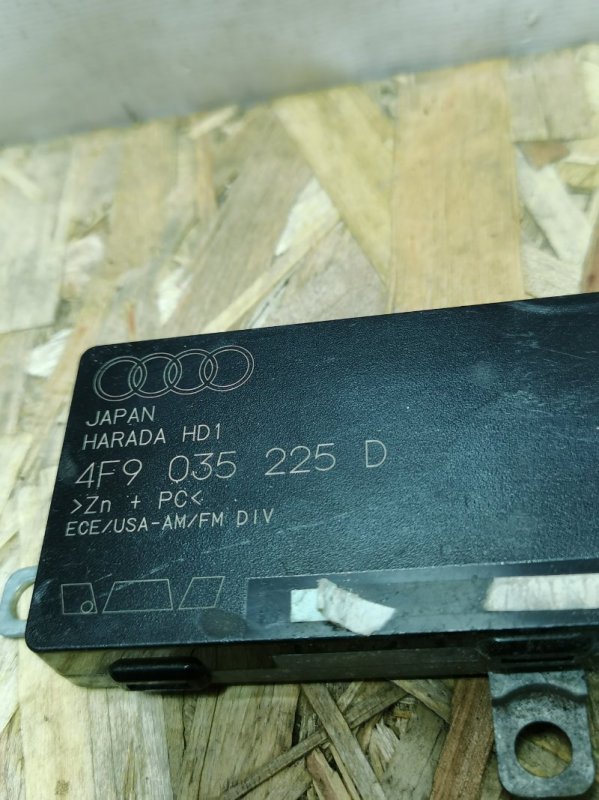 JAPAN
HARADA HD1
4F9 035 225 D
>Zn + PC<
ECE/USA-AM/FM DIV